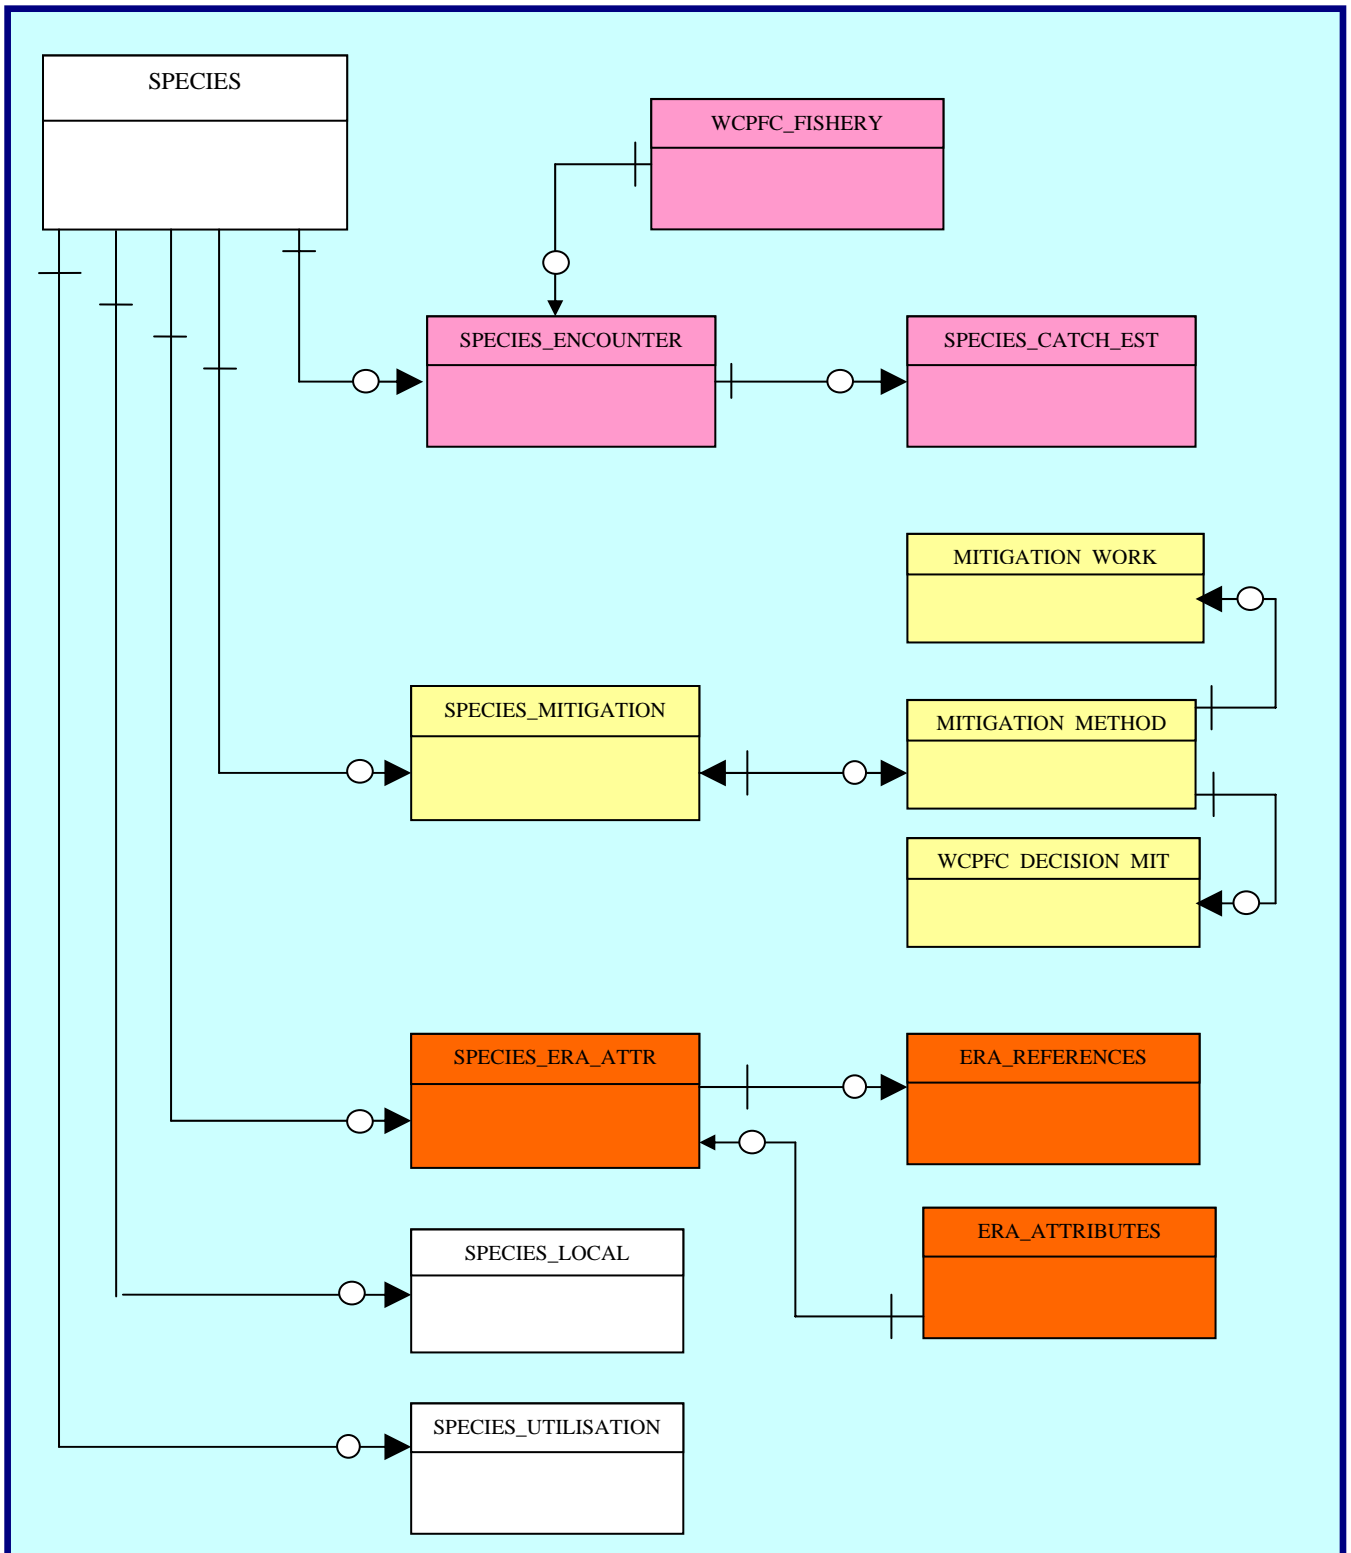 SPECIES
WCPFC_FISHERY
SPECIES_ENCOUNTER
SPECIES_CATCH_EST
MITIGATION WORK
SPECIES_MITIGATION
MITIGATION METHOD
WCPFC DECISION MIT
SPECIES_ERA_ATTR
ERA_REFERENCES
ERA_ATTRIBUTES
SPECIES_LOCAL
SPECIES_UTILISATION